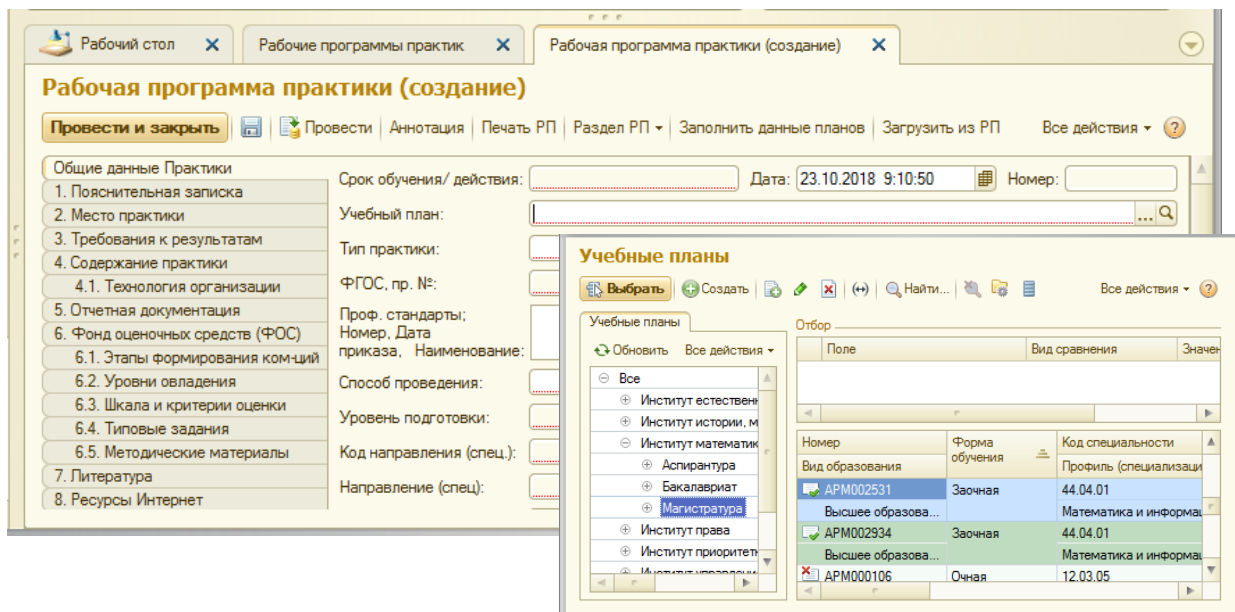 Рабочий стол
Рабочие программы практик
Рабочая программа практики (создание)
Рабочая программа практики (создание)
Провести и закрыть Провести Аннотация Печать РП Раздел РП Заполнить данные планов Загрузить из РП Все действия ?
Общие данные Практики
1. Пояснительная записка
2. Место практики
3. Требования к результатам
4. Содержание практики
4.1. Технология организации
5. Отчетная документация
6. Фонд оценочных средств (ФОС)
6.1. Этапы формирования ком-ций
6.2. Уровни овладения
6.3. Шкала и критерии оценки
6.4. Типовые задания
6.5. Методические материалы
7. Литература
8. Ресурсы Интернет
Срок обучения/ действия: Дата: 23.10.2018 9:10:50 Номер:
Учебный план: ...
Тип практики:
ФГОС, пр. №:
Проф. стандарты;
Номер, Дата
приказа, Наименование:
Способ проведения:
Уровень подготовки:
Код направления (спец.):
Направление (спец):
Учебные планы
Выбрать Создать Найти... Все действия ?
Учебные планы
Обновить Все действия
Все
Институт естествен
Институт истории, м
Институт математик
Аспирантура
Бакалавриат
Магистратура
Институт права
Институт приоритетн
Отбор
Поле Вид сравнения Значен
Номер Форма обучения Код специальности
Вид образования Профиль (специализаци
АРМ002531 Заочная 44.04.01
Высшее образова... Математика и информац
АРМ002934 Заочная 44.04.01
Высшее образова... Математика и информац
АРМ000106 Очная 12.03.05